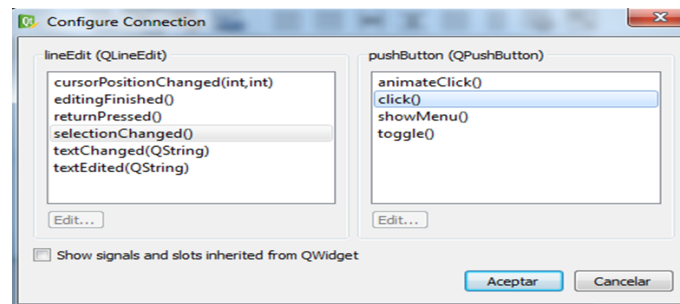 Configure Connection
lineEdit (QLineEdit)
cursorPositionChanged(int,int)
editingFinished()
returnPressed()
selectionChanged()
textChanged(QString)
textEdited(QString)
Edit...
pushButton (QPushButton)
animateClick()
click()
showMenu()
toggle()
Edit...
Show signals and slots inherited from QWidget
Aceptar
Cancelar